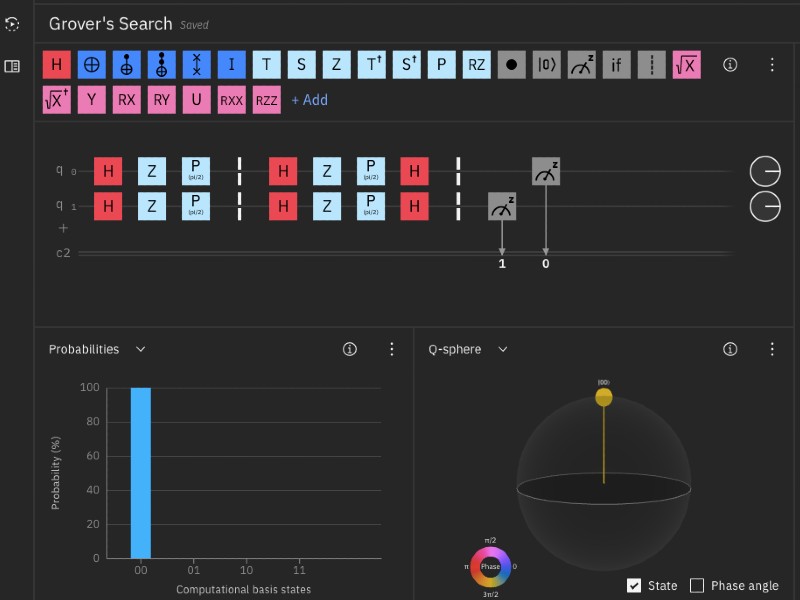 Grover's Search Saved
H I T S Z T† S† P RZ |0⟩ z if √X
√X† Y RX RY U RXX RZZ + Add
q 0 H Z P (pi/2) H Z P (pi/2) H z
q 1 H Z P (pi/2) H Z P (pi/2) H z
+
c2
1 0
Probabilities
Q-sphere
100
80
60
40
20
0
Probability (%)
00 01 10 11
Computational basis states
|00⟩
π/2
π Phase 0
3π/2
State Phase angle